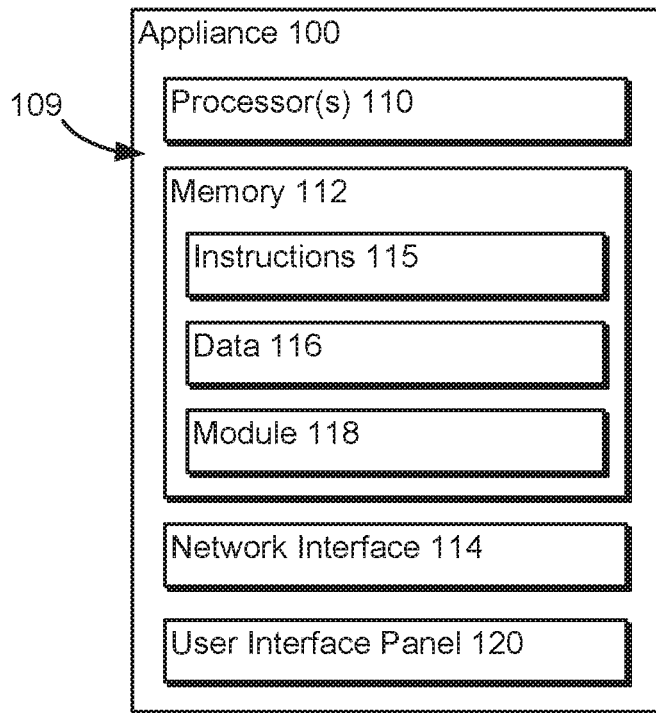 Appliance 100
Processor(s) 110
109
Memory 112
Instructions 115
Data 116
Module 118
Network Interface 114
User Interface Panel 120